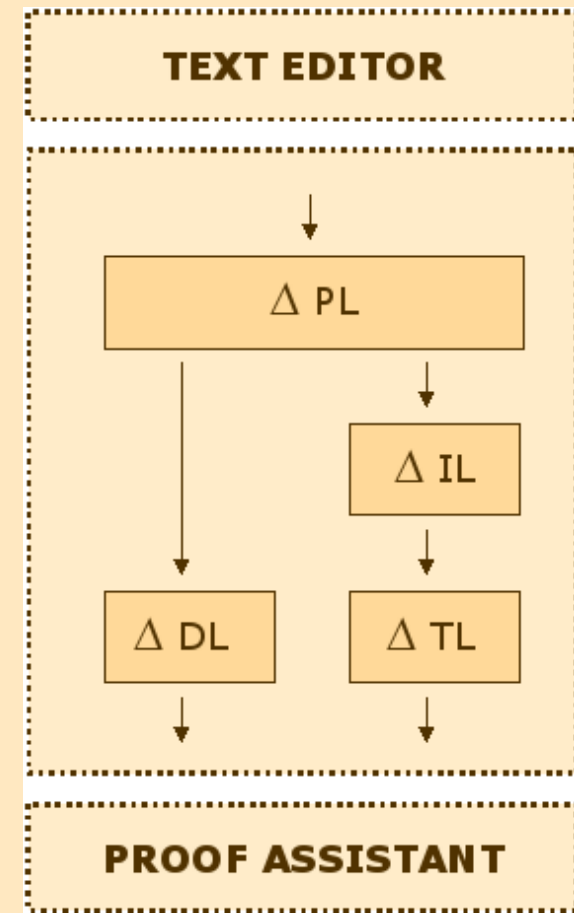 TEXT EDITOR
Δ PL
Δ IL
Δ DL
Δ TL
PROOF ASSISTANT